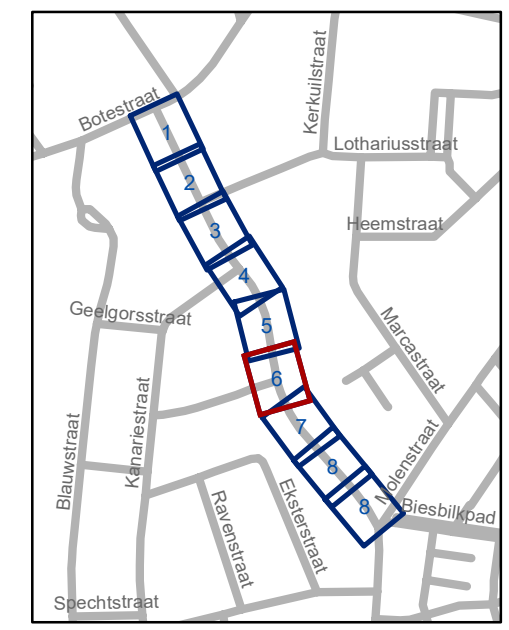 Kerkuilstraat
Botestraat
1
Lothariusstraat
2
Heemstraat
3
4
Geelgorsstraat
5
Marcastraat
6
Kanariestraat
7
Blauwstraat
Molenstraat
8
Eksterstraat
Ravenstraat
8
Biesbilkpad
Spechtstraat